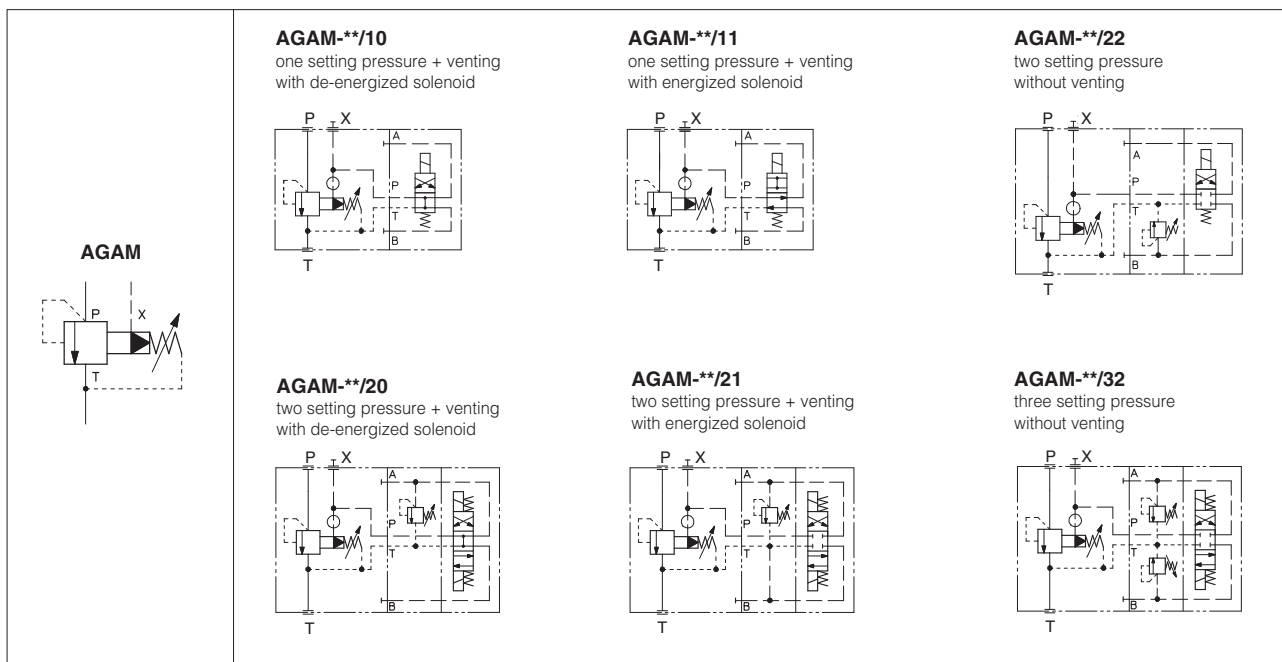 AGAM
P
X
T
AGAM-**/10
one setting pressure + venting
with de-energized solenoid
P X
A
P
T
B
T
AGAM-**/11
one setting pressure + venting
with energized solenoid
P X
A
P
T
B
T
AGAM-**/22
two setting pressure
without venting
P X
A
P
T
B
T
AGAM-**/20
two setting pressure + venting
with de-energized solenoid
P X
A
P
T
B
T
AGAM-**/21
two setting pressure + venting
with energized solenoid
P X
A
P
T
B
T
AGAM-**/32
three setting pressure
without venting
P X
A
P
T
B
T